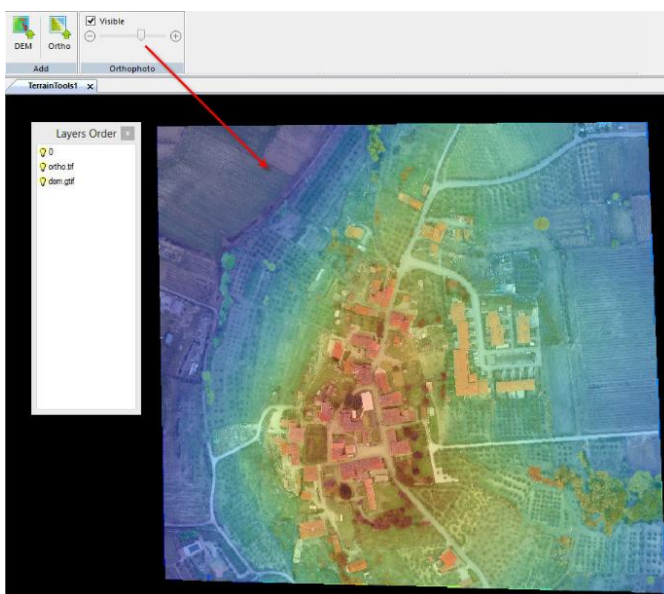 Visible
DEM Ortho
Add Orthophoto
TerrainTools1 x
Layers Order x
0
ortho.tif
dem.gtif